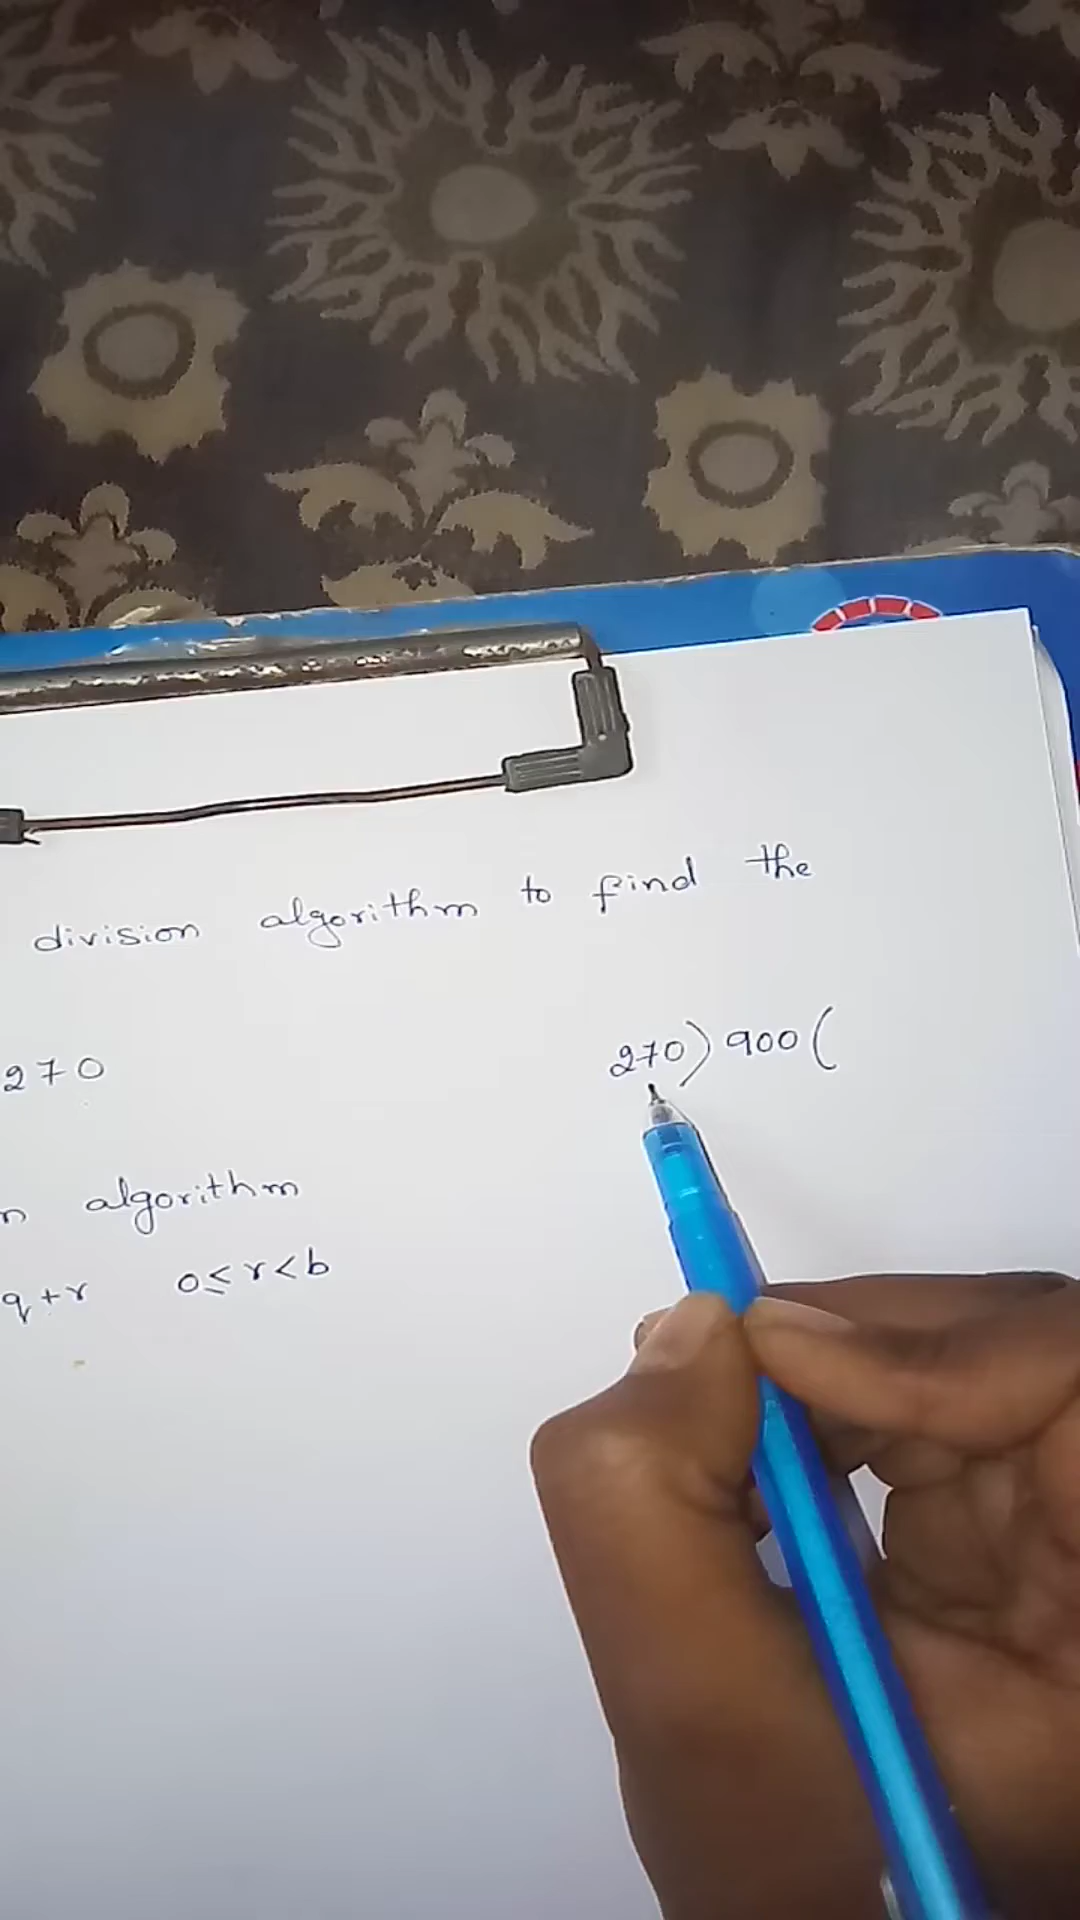 division algorithm to find the
270
270) 900 (
n algorithm
q + r 0 ≤ r < b